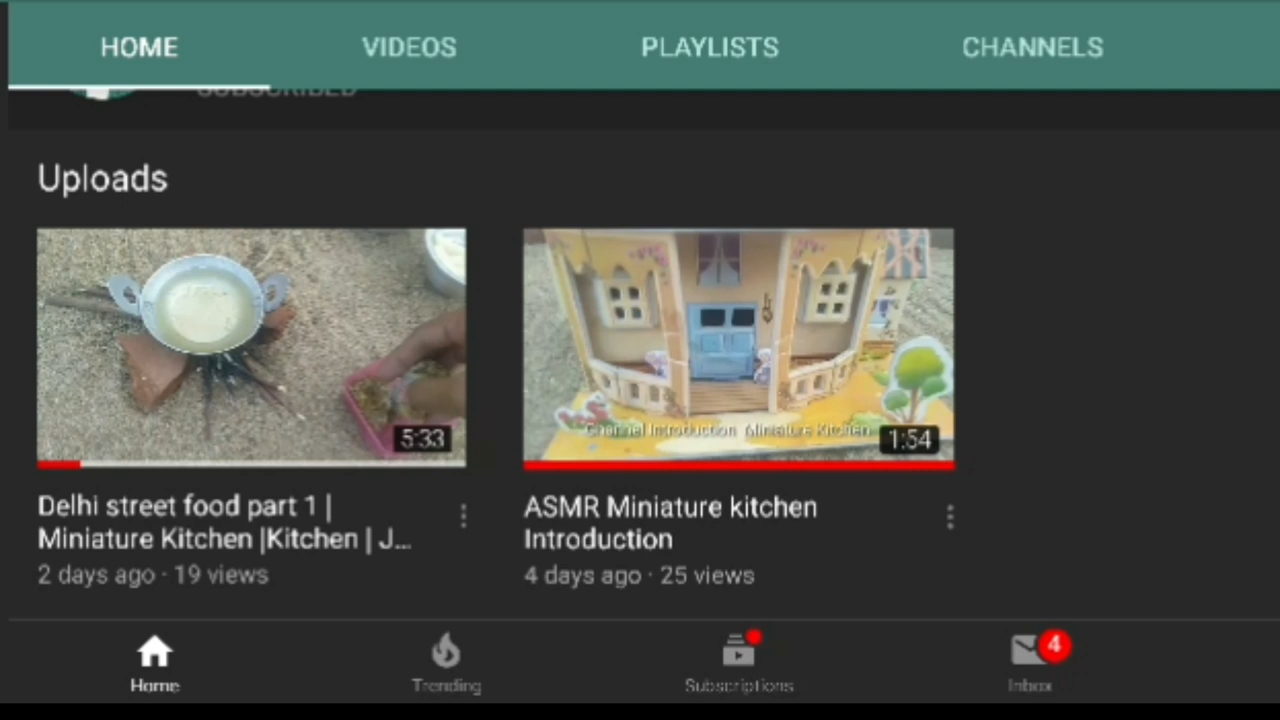 HOME VIDEOS PLAYLISTS CHANNELS
SUBSCRIBED
Uploads
5:33
Channel Introduction Miniature Kitchen
1:54
Delhi street food part 1 |
Miniature Kitchen |Kitchen | J...
2 days ago · 19 views
ASMR Miniature kitchen
Introduction
4 days ago · 25 views
4
Home Trending Subscriptions Inbox